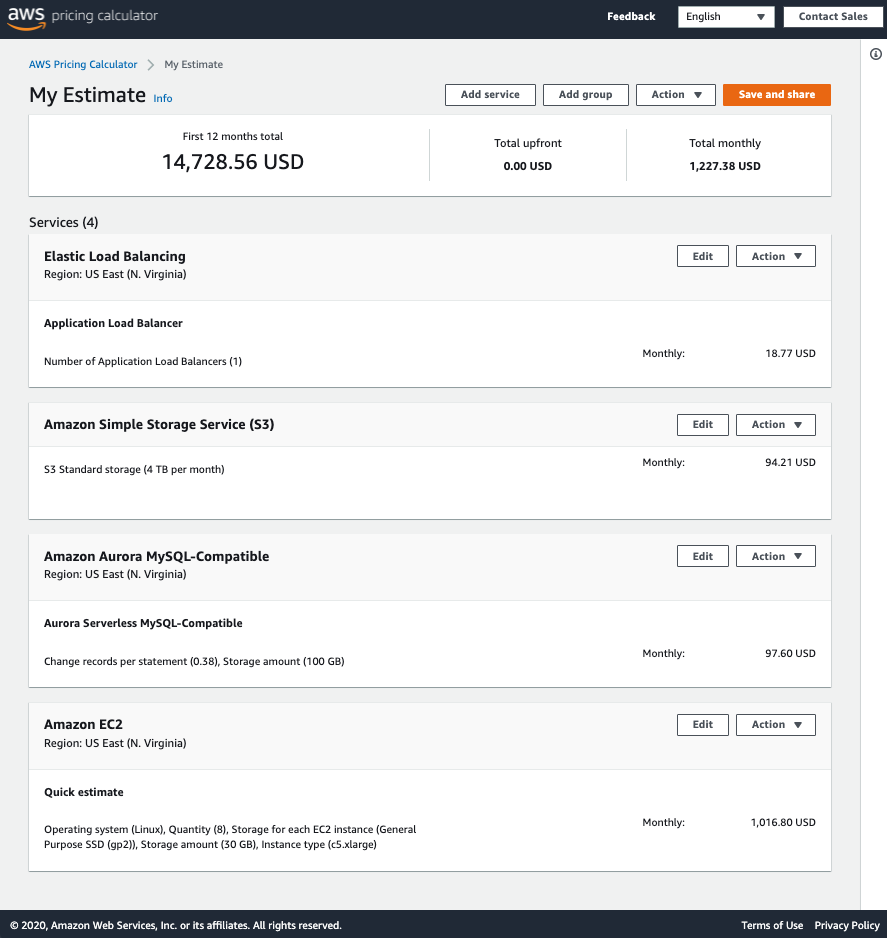 aws pricing calculator
Feedback
English
Contact Sales
AWS Pricing Calculator
My Estimate
My Estimate Info
Add service
Add group
Action
Save and share
First 12 months total
14,728.56 USD
Total upfront
0.00 USD
Total monthly
1,227.38 USD
Services (4)
Elastic Load Balancing
Region: US East (N. Virginia)
Edit
Action
Application Load Balancer
Number of Application Load Balancers (1)
Monthly:
18.77 USD
Amazon Simple Storage Service (S3)
Edit
Action
S3 Standard storage (4 TB per month)
Monthly:
94.21 USD
Amazon Aurora MySQL-Compatible
Region: US East (N. Virginia)
Edit
Action
Aurora Serverless MySQL-Compatible
Change records per statement (0.38), Storage amount (100 GB)
Monthly:
97.60 USD
Amazon EC2
Region: US East (N. Virginia)
Edit
Action
Quick estimate
Operating system (Linux), Quantity (8), Storage for each EC2 instance (General
Purpose SSD (gp2)), Storage amount (30 GB), Instance type (c5.xlarge)
Monthly:
1,016.80 USD
© 2020, Amazon Web Services, Inc. or its affiliates. All rights reserved.
Terms of Use
Privacy Policy